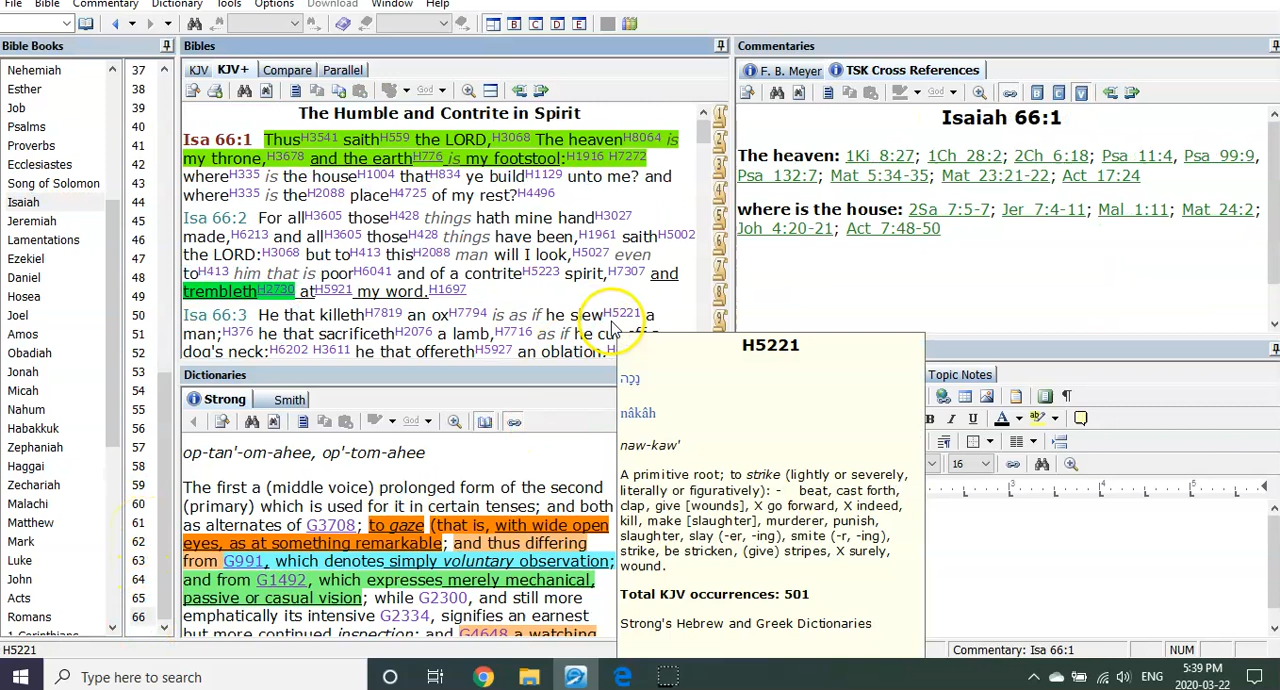 File Bible Commentary Dictionary Tools Options Download Window Help
Bible Books
Nehemiah
Esther
Job
Psalms
Proverbs
Ecclesiastes
Song of Solomon
Isaiah
Jeremiah
Lamentations
Ezekiel
Daniel
Hosea
Joel
Amos
Obadiah
Jonah
Micah
Nahum
Habakkuk
Zephaniah
Haggai
Zechariah
Malachi
Matthew
Mark
Luke
John
Acts
Romans
1 Corinthians
37
38
39
40
41
42
43
44
45
46
47
48
49
50
51
52
53
54
55
56
57
58
59
60
61
62
63
64
65
66
Bibles
KJV KJV+ Compare Parallel
God
The Humble and Contrite in Spirit
Isa 66:1 ThusH3541 saithH559 the LORD,H3068 The heavenH8064 is
my throne,H3678 and the earthH776 is my footstool:H1916 H7272
whereH335 is the houseH1004 thatH834 ye buildH1129 unto me? and
whereH335 is theH2088 placeH4725 of my rest?H4496
Isa 66:2 For allH3605 thoseH428 things hath mine handH3027
made,H6213 and allH3605 thoseH428 things have been,H1961 saithH5002
the LORD:H3068 but toH413 thisH2088 man will I look,H5027 even
toH413 him that is poorH6041 and of a contriteH5223 spirit,H7307 and
tremblethH2730 atH5921 my word.H1697
Isa 66:3 He that killethH7819 an oxH7794 is as if he slewH5221 a
man;H376 he that sacrificethH2076 a lamb,H7716 as if he cut off a
dog's neck:H6202 H3611 he that offerethH5927 an oblation,H
Dictionaries
Strong Smith
God
op-tan'-om-ahee, op'-tom-ahee
The first a (middle voice) prolonged form of the second
(primary) which is used for it in certain tenses; and both
as alternates of G3708; to gaze (that is, with wide open
eyes, as at something remarkable; and thus differing
from G991, which denotes simply voluntary observation;
and from G1492, which expresses merely mechanical,
passive or casual vision; while G2300, and still more
emphatically its intensive G2334, signifies an earnest
but more continued inspection; and G4648 a watching
H5221
נָכָה
nâkâh
naw-kaw'
A primitive root; to strike (lightly or severely,
literally or figuratively): - beat, cast forth,
clap, give [wounds], X go forward, X indeed,
kill, make [slaughter], murderer, punish,
slaughter, slay (-er, -ing), smite (-r, -ing),
strike, be stricken, (give) stripes, X surely,
wound.
Total KJV occurrences: 501
Strong's Hebrew and Greek Dictionaries
Commentaries
F. B. Meyer TSK Cross References
God
Isaiah 66:1
The heaven: 1Ki 8:27; 1Ch 28:2; 2Ch 6:18; Psa 11:4, Psa 99:9,
Psa 132:7; Mat 5:34-35; Mat 23:21-22; Act 17:24
where is the house: 2Sa 7:5-7; Jer 7:4-11; Mal 1:11; Mat 24:2;
Joh 4:20-21; Act 7:48-50
Topic Notes
B I U A
16
1 2 3 4 5
H5221
Commentary: Isa 66:1 NUM
Type here to search
ENG
5:39 PM
2020-03-22